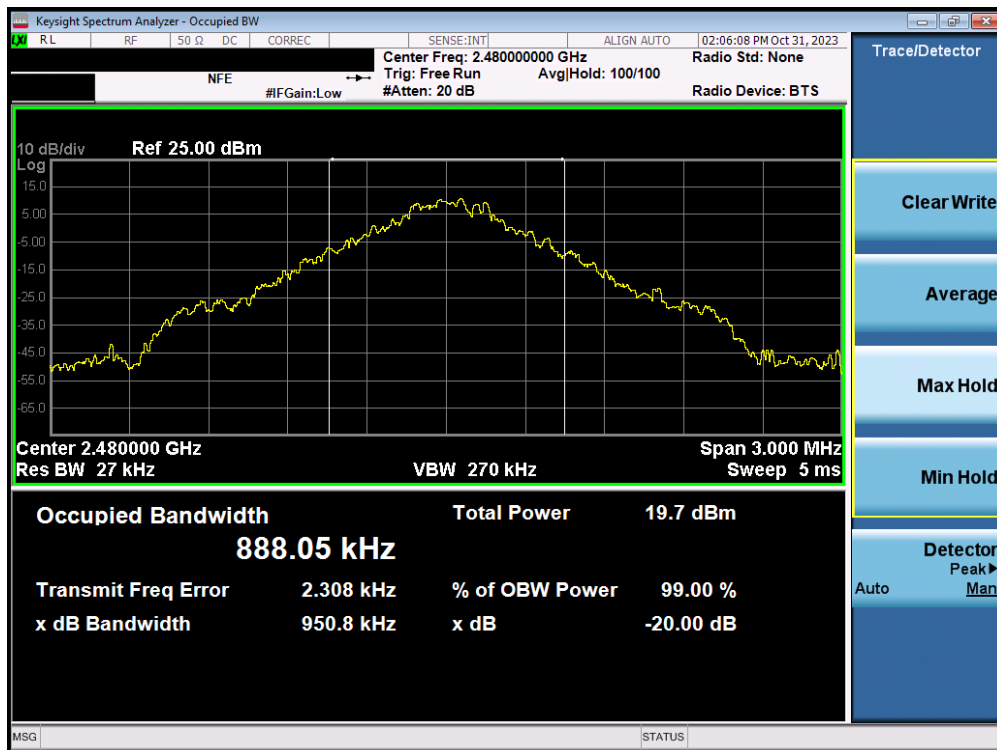 Keysight Spectrum Analyzer - Occupied BW
LXI RL RF 50 Ω DC CORREC SENSE:INT ALIGN AUTO 02:06:08 PM Oct 31, 2023
Center Freq: 2.480000000 GHz Radio Std: None
NFE Trig: Free Run Avg|Hold: 100/100
#IFGain:Low #Atten: 20 dB Radio Device: BTS
10 dB/div Ref 25.00 dBm
Log
15.0
5.00
-5.00
-15.0
-25.0
-35.0
-45.0
-55.0
-65.0
Center 2.480000 GHz Span 3.000 MHz
Res BW 27 kHz VBW 270 kHz Sweep 5 ms
Occupied Bandwidth Total Power 19.7 dBm
888.05 kHz
Transmit Freq Error 2.308 kHz % of OBW Power 99.00 %
x dB Bandwidth 950.8 kHz x dB -20.00 dB
MSG STATUS
Trace/Detector
Clear Write
Average
Max Hold
Min Hold
Detector
Peak▶
Auto Man